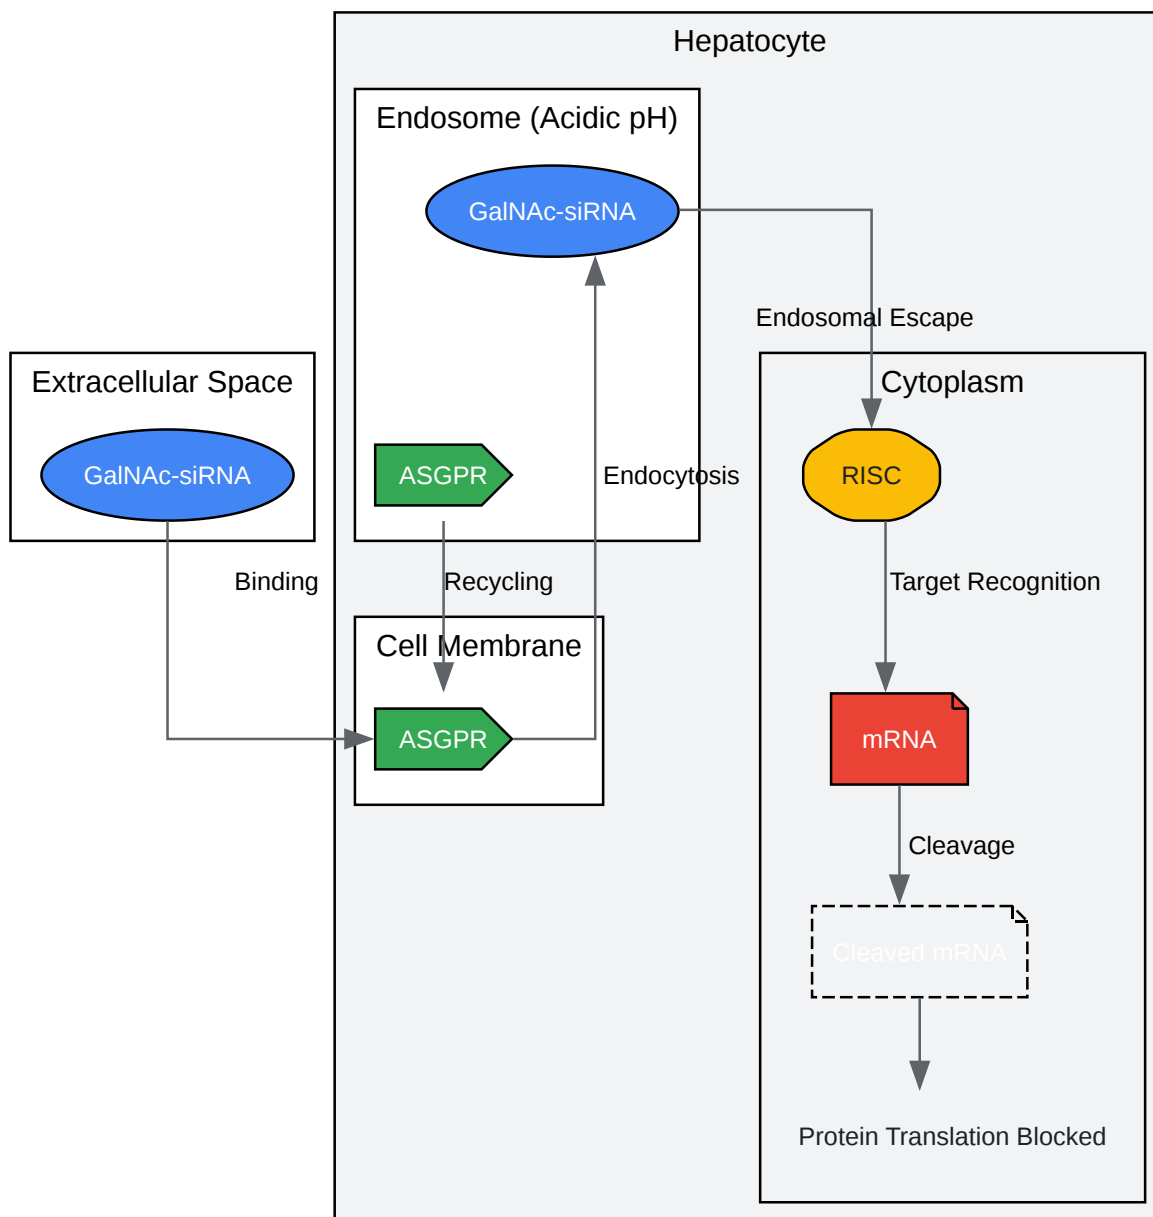 Hepatocyte
Endosome (Acidic pH)
GalNAc-siRNA
Endosomal Escape
Extracellular Space
Cytoplasm
GalNAc-siRNA
ASGPR
Endocytosis
RISC
Binding
Recycling
Target Recognition
Cell Membrane
ASGPR
mRNA
Cleavage
Cleaved mRNA
Protein Translation Blocked